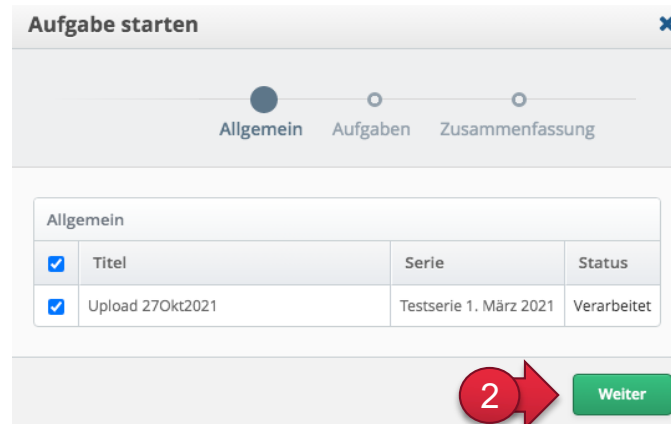 Aufgabe starten
Allgemein Aufgaben Zusammenfassung
Allgemein
Titel Serie Status
Upload 27Okt2021 Testserie 1. März 2021 Verarbeitet
2 Weiter